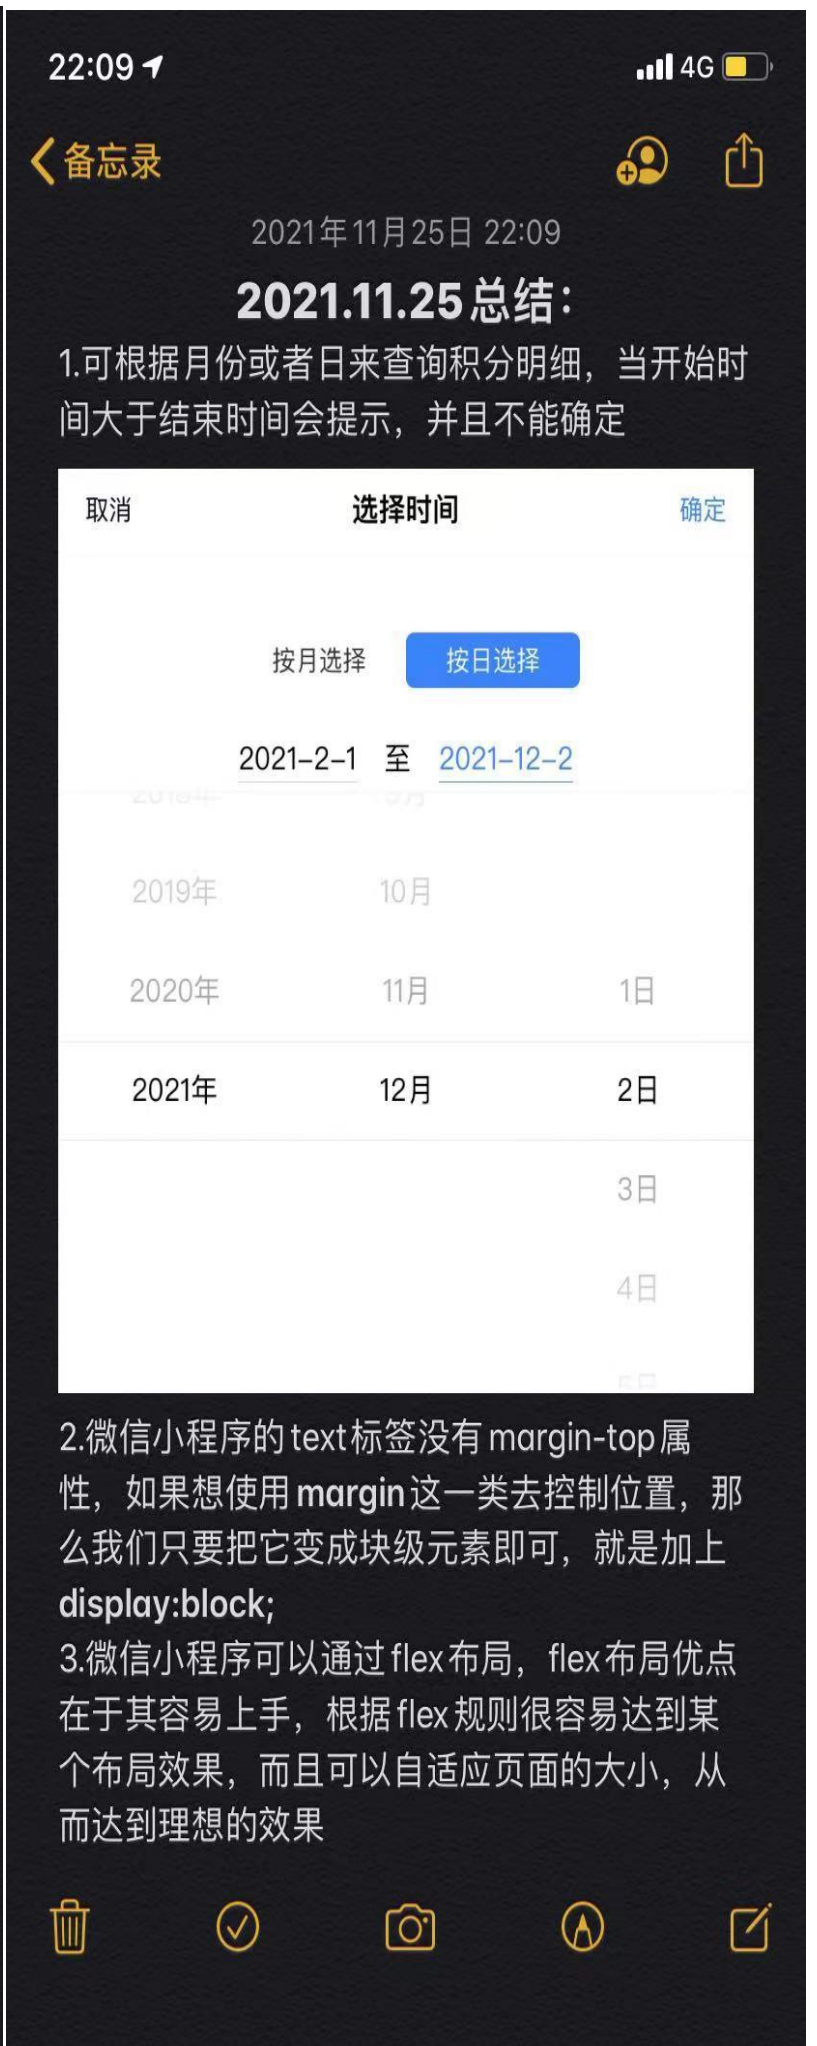 22:09
4G
备忘录
2021年11月25日 22:09
2021.11.25总结：
1.可根据月份或者日来查询积分明细，当开始时
间大于结束时间会提示，并且不能确定
取消 选择时间 确定
按月选择 按日选择
2021-2-1 至 2021-12-2
2018年 9月
2019年 10月
2020年 11月 1日
2021年 12月 2日
3日
4日
5日
2.微信小程序的text标签没有margin-top属
性，如果想使用margin这一类去控制位置，那
么我们只要把它变成块级元素即可，就是加上
display:block;
3.微信小程序可以通过flex布局，flex布局优点
在于其容易上手，根据flex规则很容易达到某
个布局效果，而且可以自适应页面的大小，从
而达到理想的效果